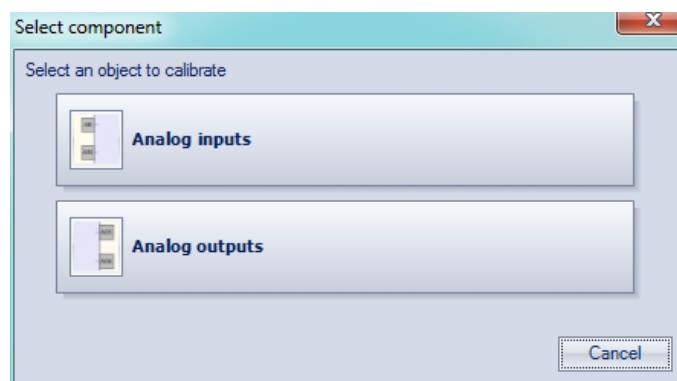 Select component
Select an object to calibrate
Analog inputs
Analog outputs
Cancel